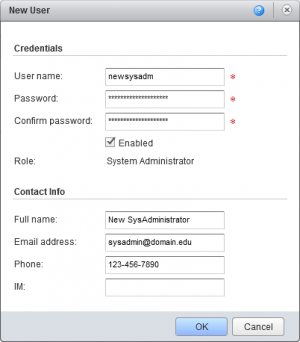 New User
Credentials
User name: newsysadm *
Password: ******************** *
Confirm password: ******************** *
Enabled
Role: System Administrator
Contact Info
Full name: New SysAdministrator
Email address: sysadmin@domain.edu
Phone: 123-456-7890
IM:
OK Cancel